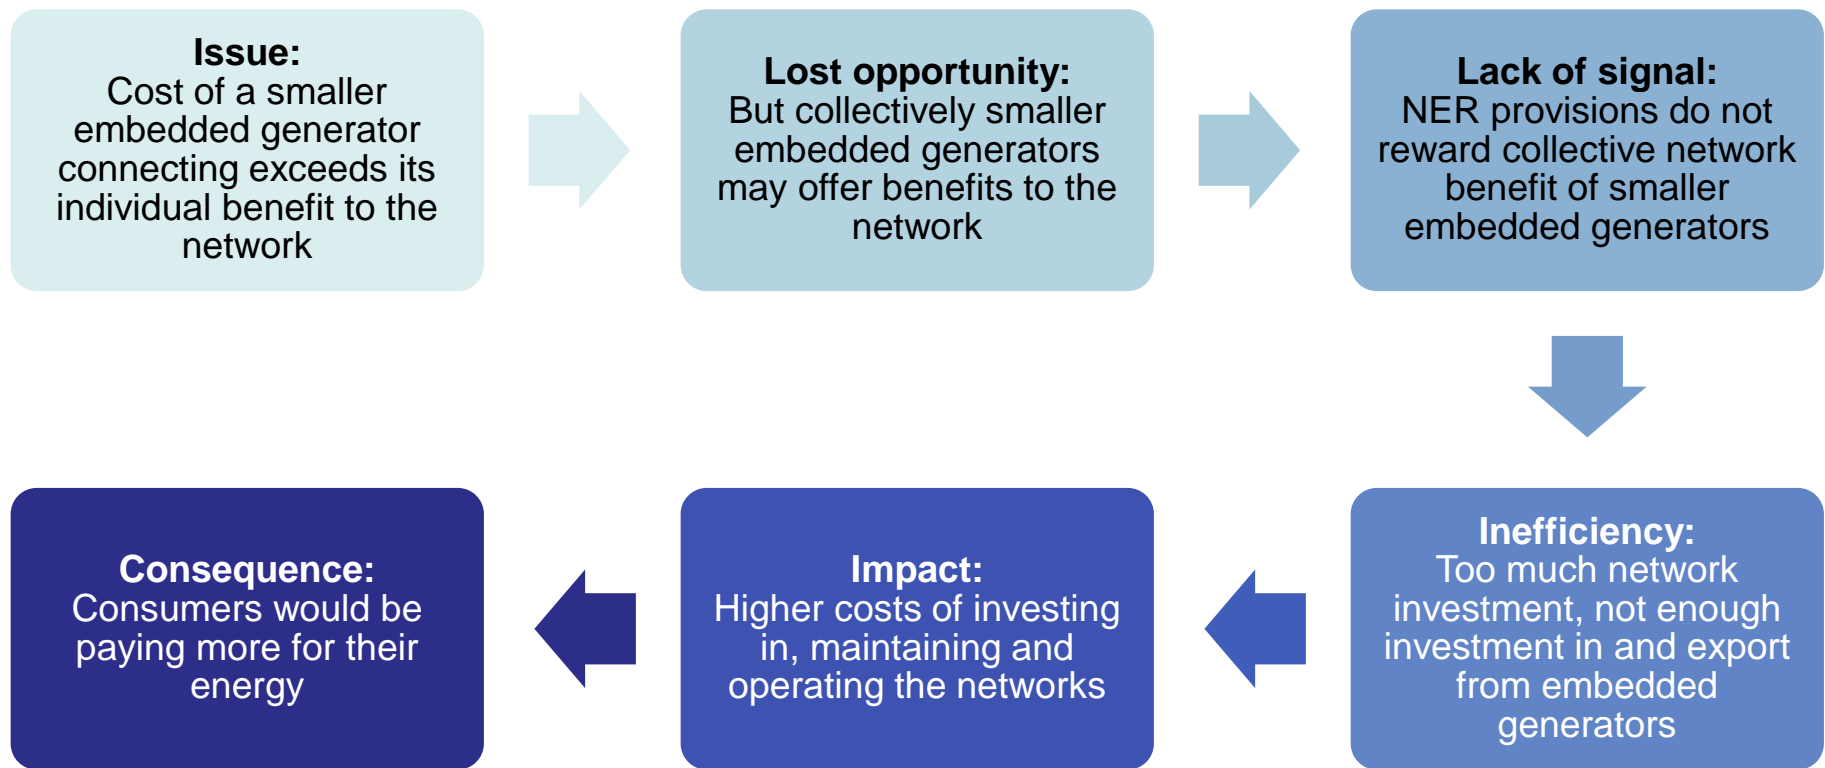 Issue:
Cost of a smaller
embedded generator
connecting exceeds its
individual benefit to the
network
Lost opportunity:
But collectively smaller
embedded generators
may offer benefits to the
network
Lack of signal:
NER provisions do not
reward collective network
benefit of smaller
embedded generators
Inefficiency:
Too much network
investment, not enough
investment in and export
from embedded
generators
Impact:
Higher costs of investing
in, maintaining and
operating the networks
Consequence:
Consumers would be
paying more for their
energy